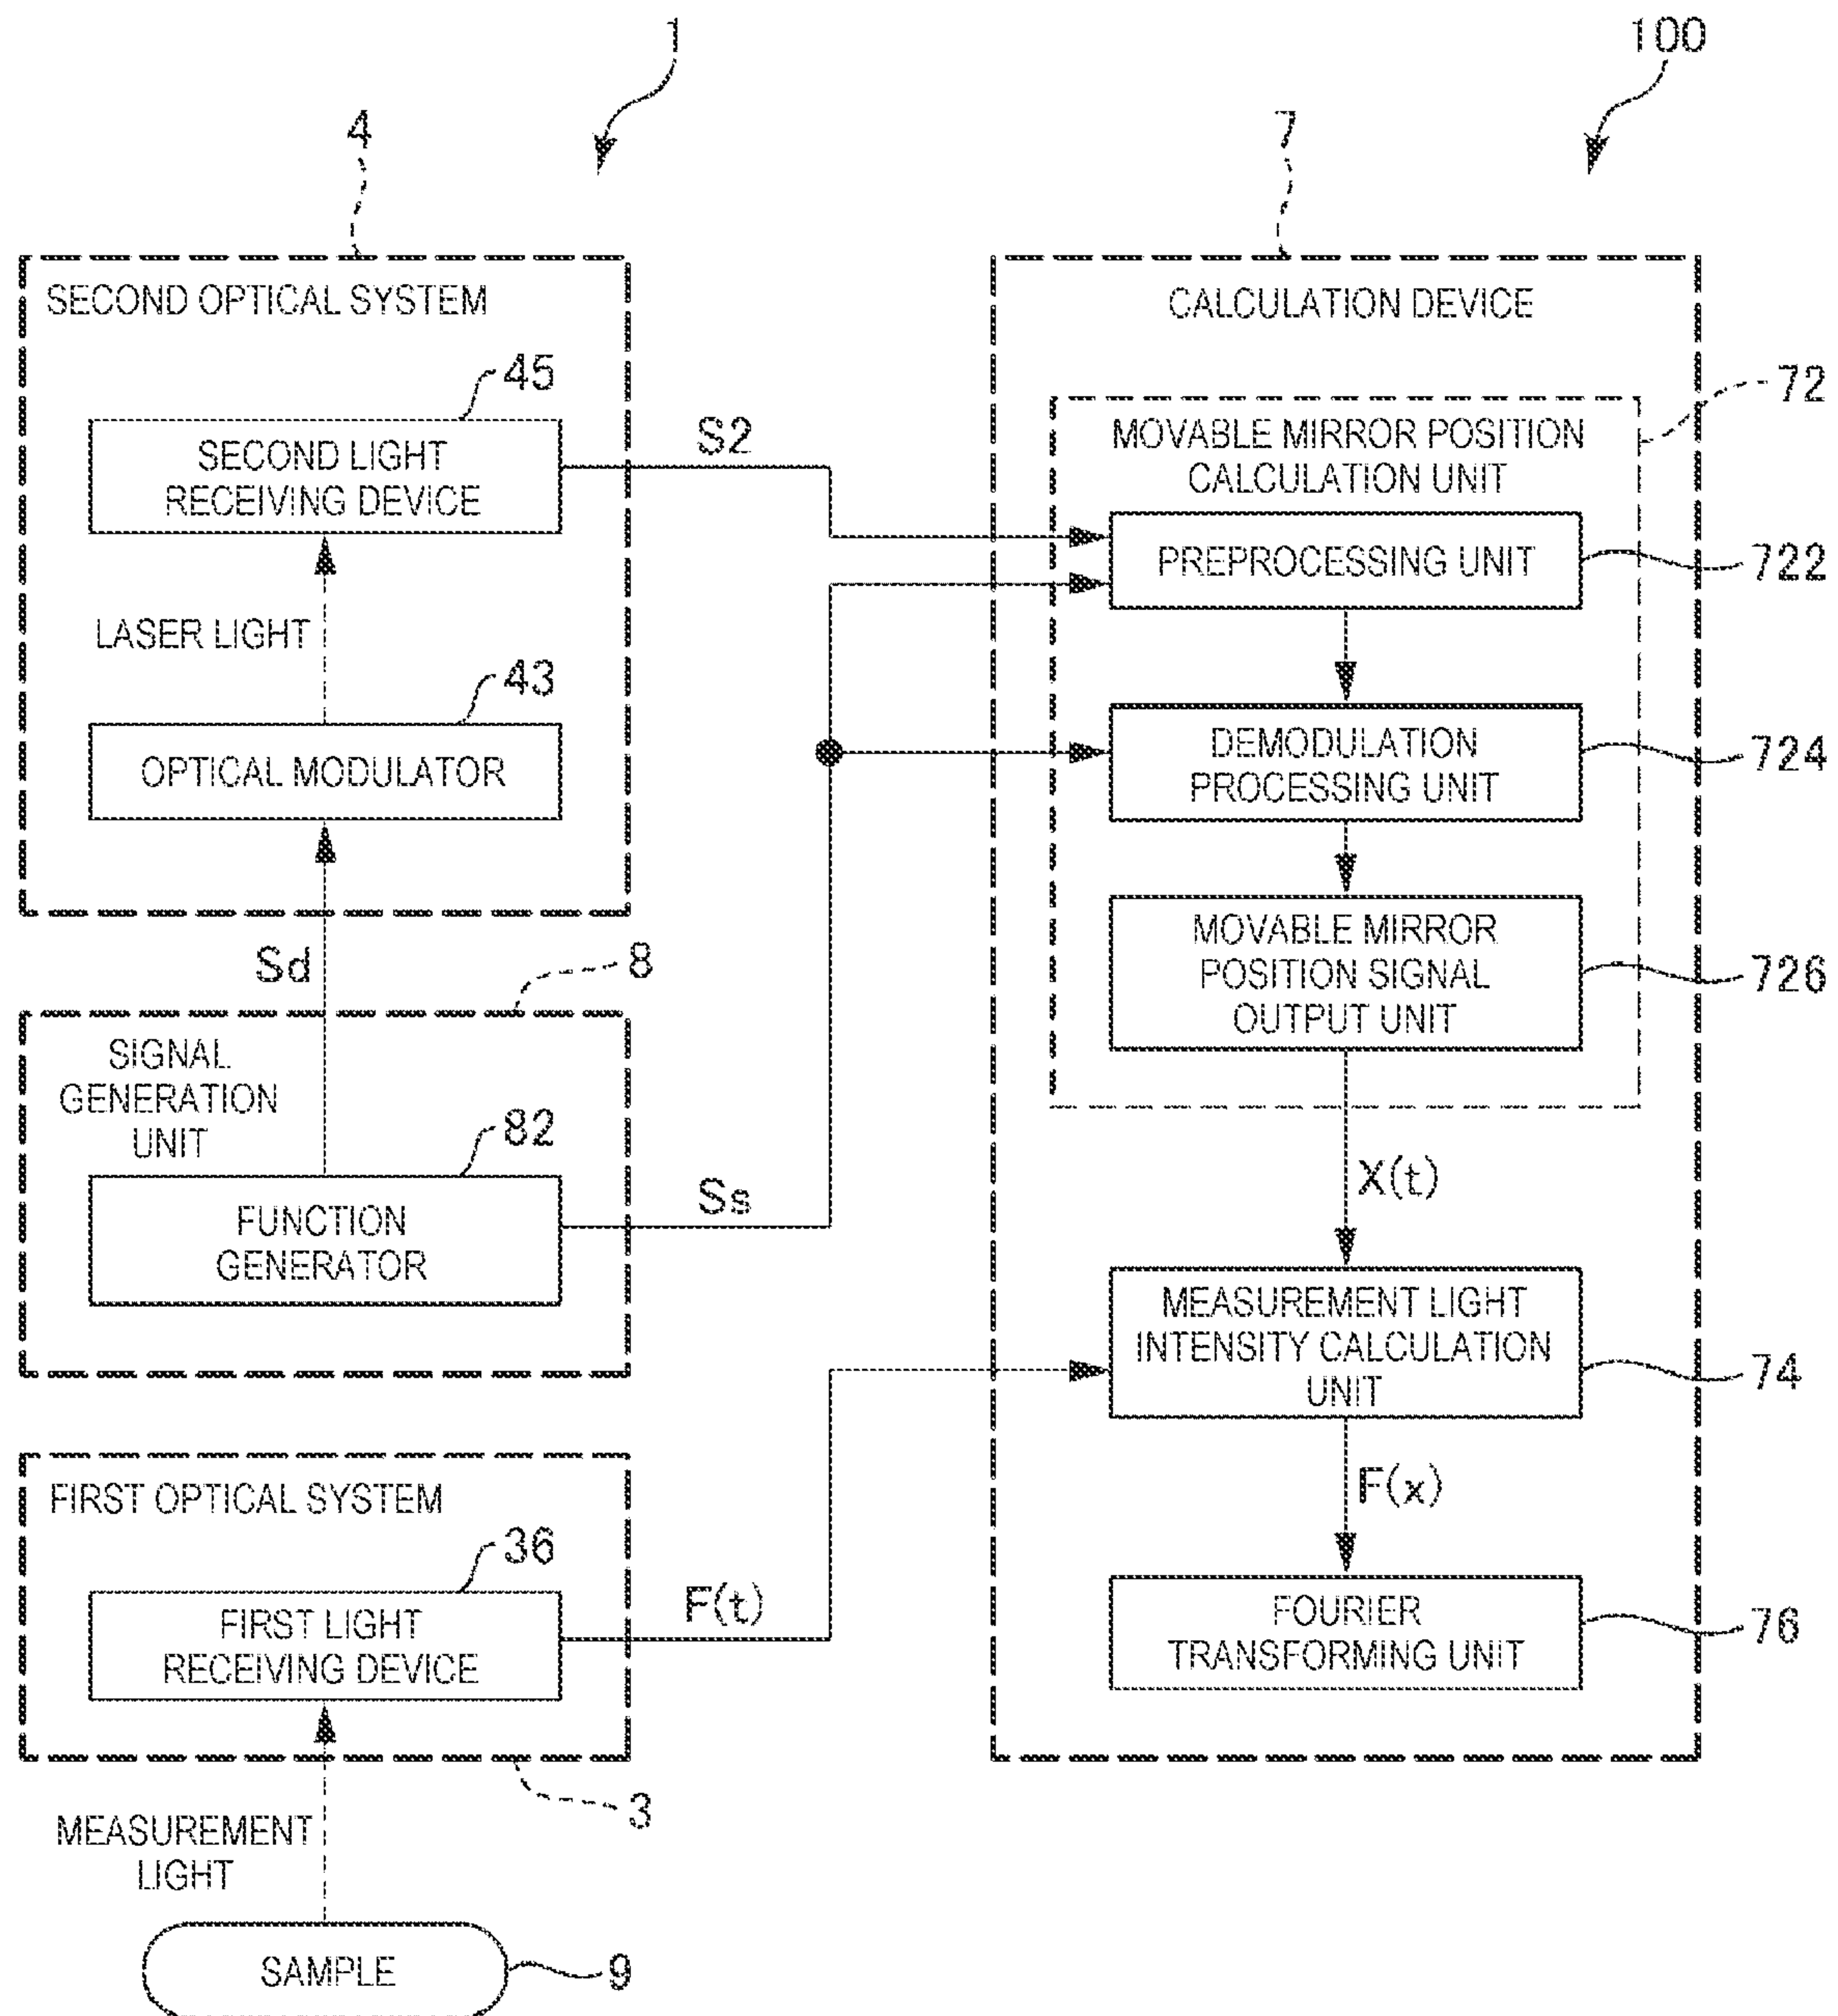 1
100
4
7
SECOND OPTICAL SYSTEM
45
SECOND LIGHT
RECEIVING DEVICE
LASER LIGHT
43
OPTICAL MODULATOR
S2
Sd
8
SIGNAL
GENERATION
UNIT
82
FUNCTION
GENERATOR
Ss
FIRST OPTICAL SYSTEM
36
FIRST LIGHT
RECEIVING DEVICE
F(t)
3
MEASUREMENT
LIGHT
SAMPLE
9
CALCULATION DEVICE
72
MOVABLE MIRROR POSITION
CALCULATION UNIT
PREPROCESSING UNIT
722
DEMODULATION
PROCESSING UNIT
724
MOVABLE MIRROR
POSITION SIGNAL
OUTPUT UNIT
726
X(t)
MEASUREMENT LIGHT
INTENSITY CALCULATION
UNIT
74
F(x)
FOURIER
TRANSFORMING UNIT
76